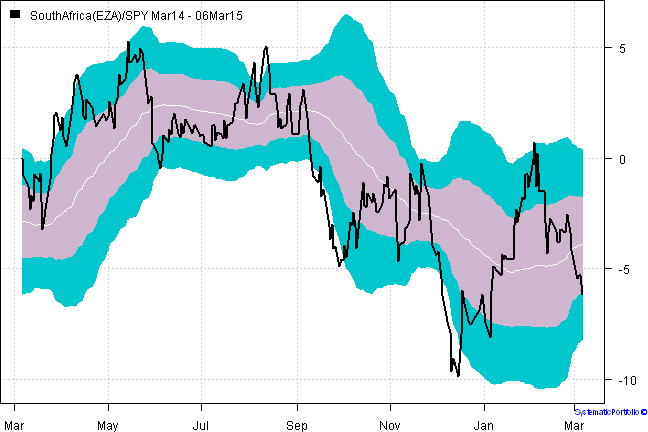 SouthAfrica(EZA)/SPY Mar14 - 06Mar15
5
0
-5
-10
Mar May Jul Sep Nov Jan Mar
SystematicPortfolio ©